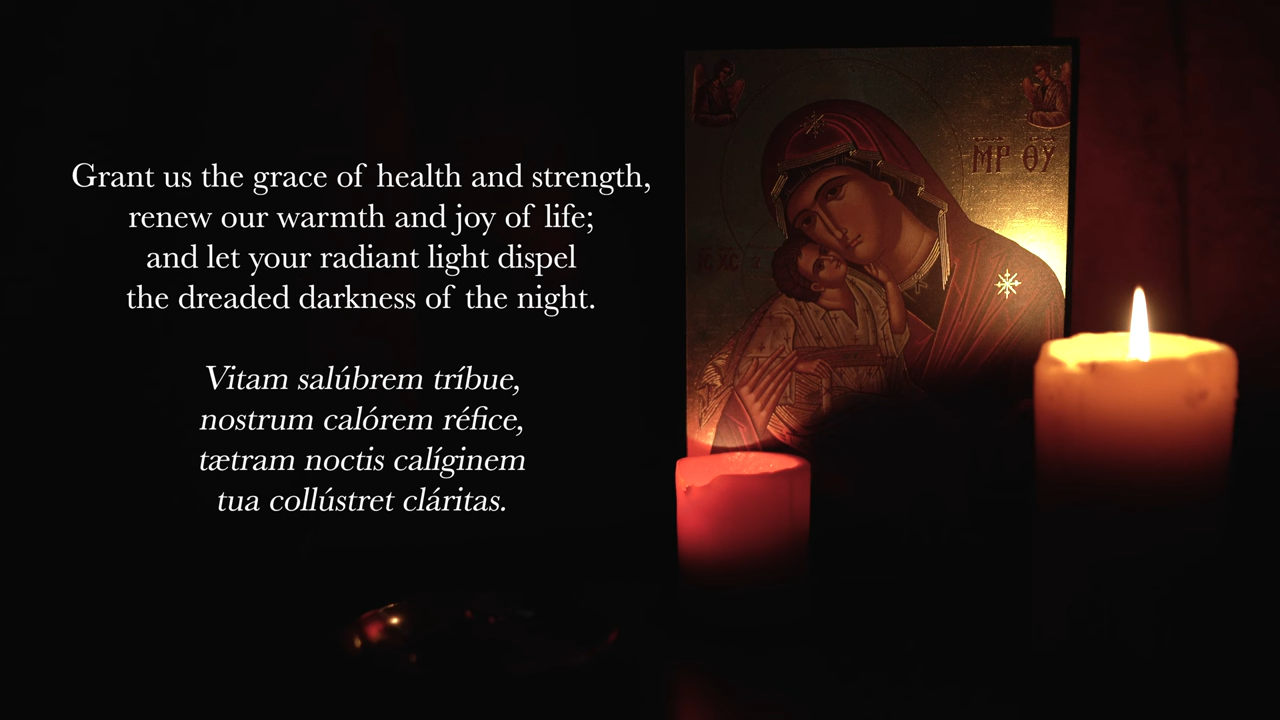 Grant us the grace of health and strength,
renew our warmth and joy of life;
and let your radiant light dispel
the dreaded darkness of the night.
Vitam salúbrem tríbue,
nostrum calórem réfice,
tætram noctis calíginem
tua collústret cláritas.
ΜΡ ΘΥ
IC XC